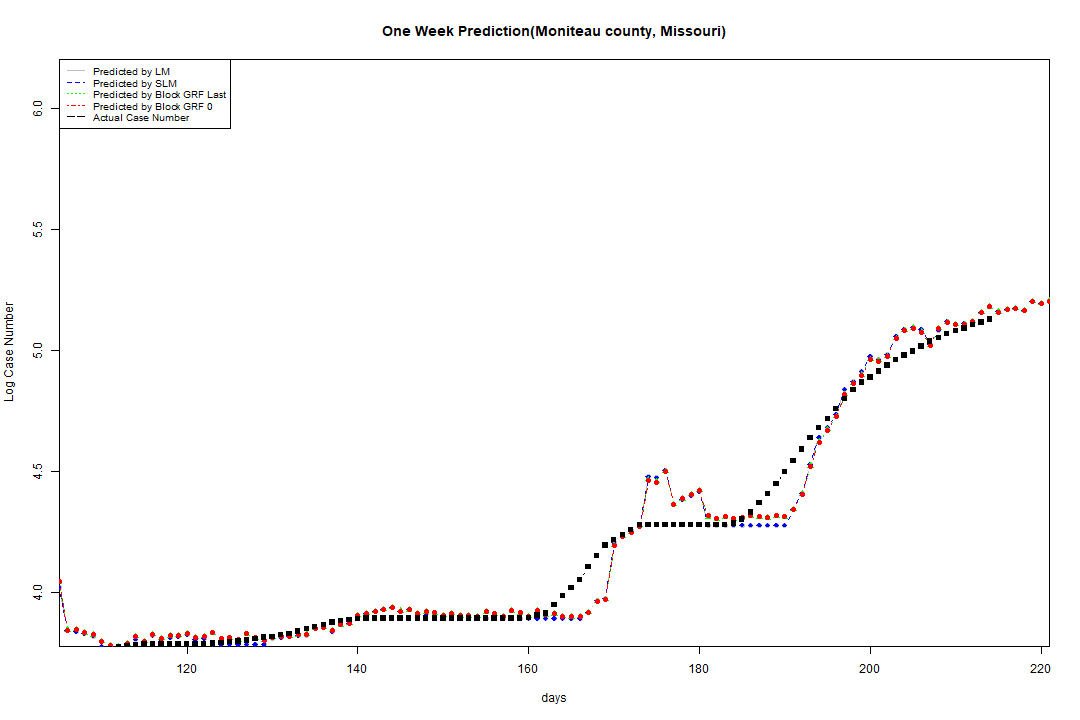 One Week Prediction(Moniteau county, Missouri)
Predicted by LM
Predicted by SLM
Predicted by Block GRF Last
Predicted by Block GRF 0
Actual Case Number
6.0
5.5
5.0
4.5
4.0
Log Case Number
120 140 160 180 200 220
days